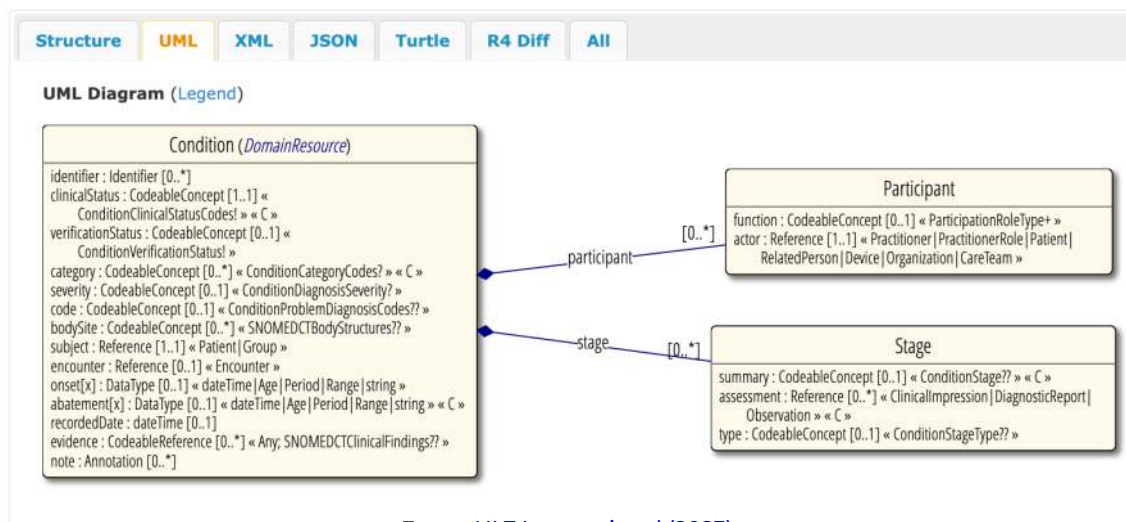 Structure UML XML JSON Turtle R4 Diff All
UML Diagram (Legend)
Condition (DomainResource)
identifier : Identifier [0..*]
clinicalStatus : CodeableConcept [1..1] «
ConditionClinicalStatusCodes! » « C »
verificationStatus : CodeableConcept [0..1] «
ConditionVerificationStatus! »
category : CodeableConcept [0..*] « ConditionCategoryCodes? » « C »
severity : CodeableConcept [0..1] « ConditionDiagnosisSeverity? »
code : CodeableConcept [0..1] « ConditionProblemDiagnosisCodes?? »
bodySite : CodeableConcept [0..*] « SNOMEDCTBodyStructures?? »
subject : Reference [1..1] « Patient|Group »
encounter : Reference [0..1] « Encounter »
onset[x] : DataType [0..1] « dateTime|Age|Period|Range|string »
abatement[x] : DataType [0..1] « dateTime|Age|Period|Range|string » « C »
recordedDate : dateTime [0..1]
evidence : CodeableReference [0..*] « Any; SNOMEDCTClinicalFindings?? »
note : Annotation [0..*]
participant
[0..*]
Participant
function : CodeableConcept [0..1] « ParticipationRoleType+ »
actor : Reference [1..1] « Practitioner|PractitionerRole|Patient|
RelatedPerson|Device|Organization|CareTeam »
stage
[0..*]
Stage
summary : CodeableConcept [0..1] « ConditionStage?? » « C »
assessment : Reference [0..*] « ClinicalImpression|DiagnosticReport|
Observation » « C »
type : CodeableConcept [0..1] « ConditionStageType?? »